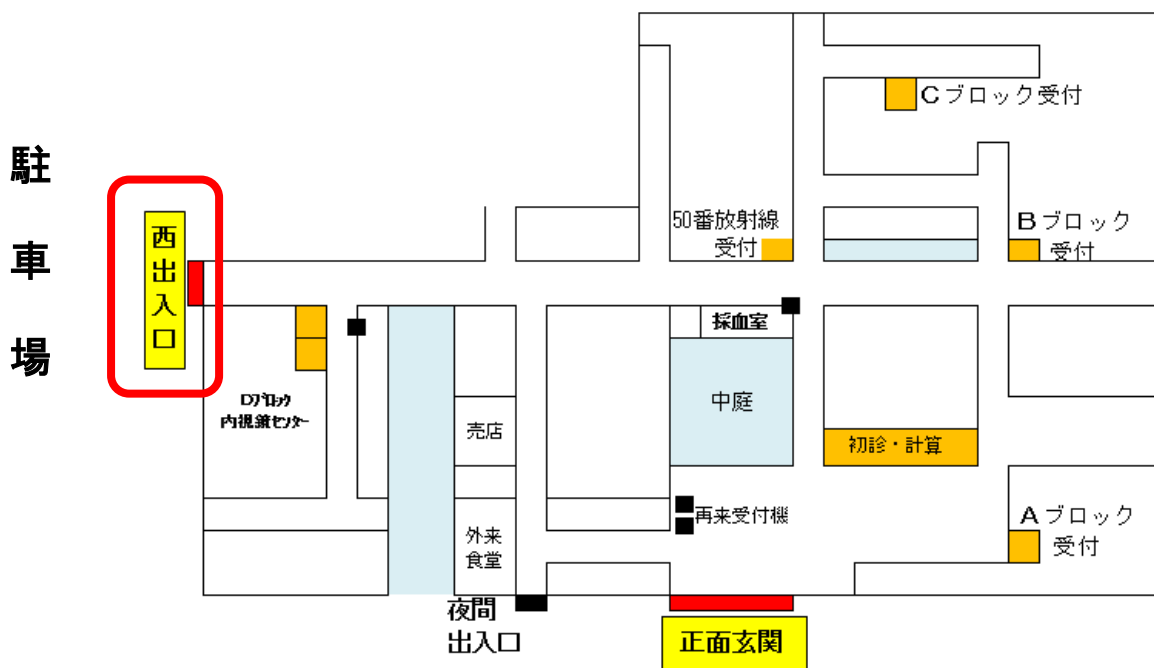 駐車場
西出入口
Cブロック受付
50番放射線
受付
Bブロック
受付
採血室
Dブロック
内視鏡センター
中庭
売店
初診・計算
再来受付機
Aブロック
受付
外来
食堂
夜間
出入口
正面玄関